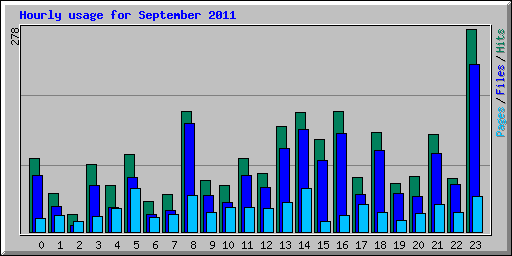 Hourly usage for September 2011
278
Pages / Files / Hits
0 1 2 3 4 5 6 7 8 9 10 11 12 13 14 15 16 17 18 19 20 21 22 23